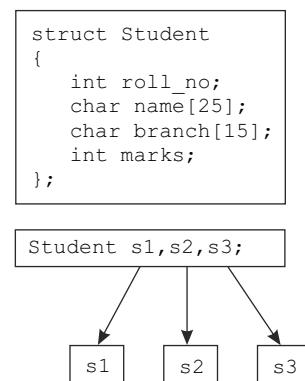 struct Student
{
int roll_no;
char name[25];
char branch[15];
int marks;
};
Student s1,s2,s3;
s1 s2 s3